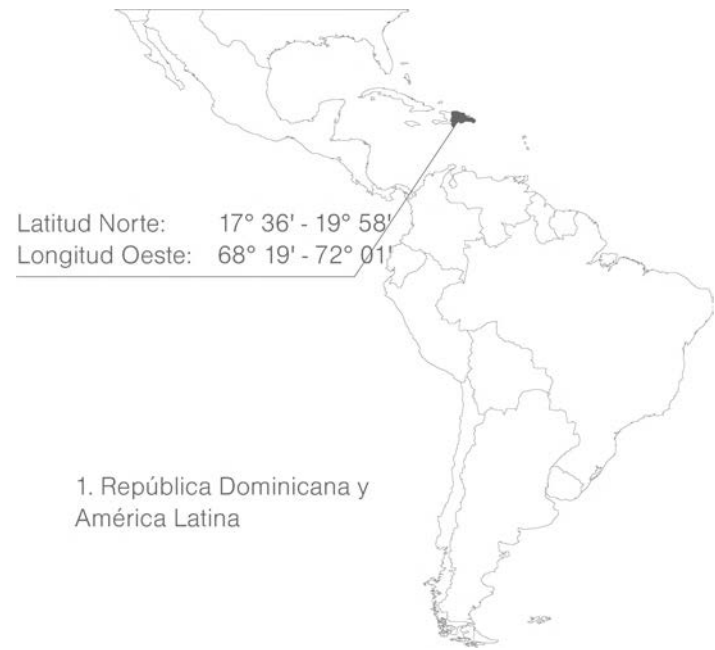 Latitud Norte: 17° 36' - 19° 58'
Longitud Oeste: 68° 19' - 72° 01'
1. República Dominicana y
América Latina